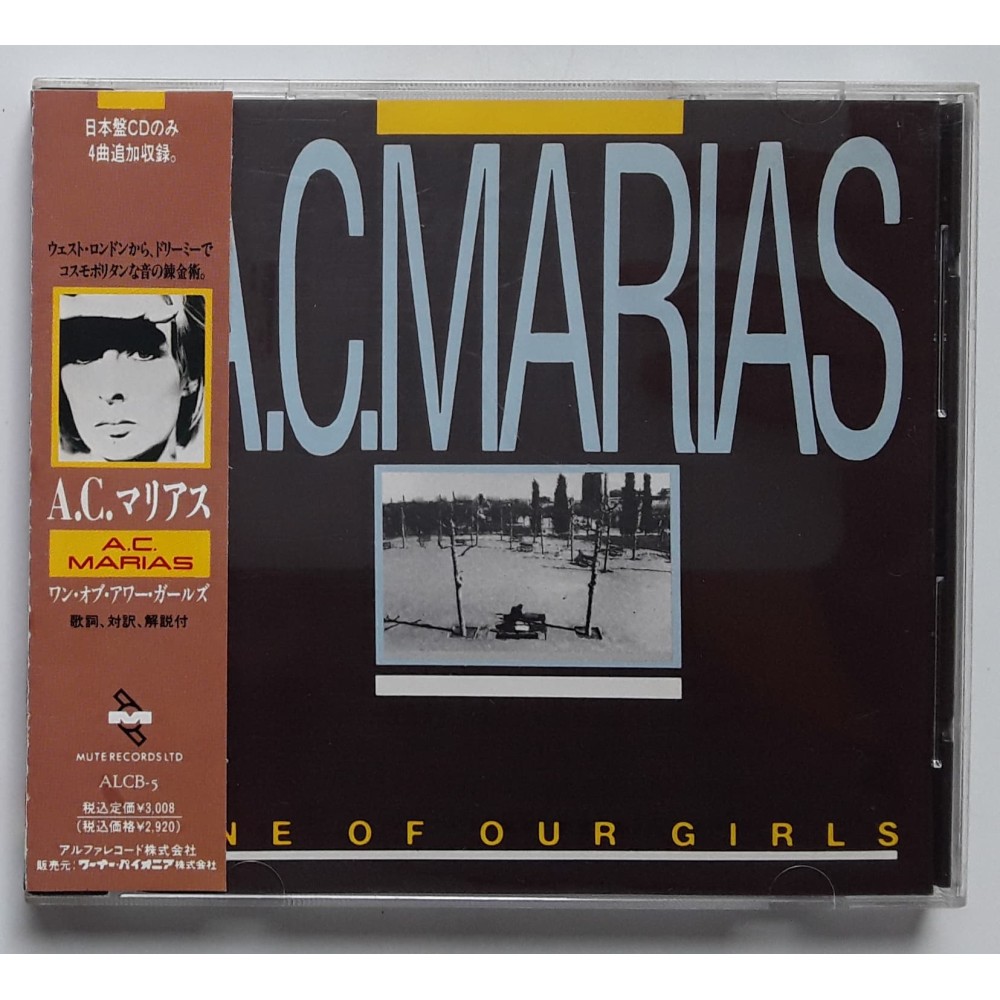 日本盤CDのみ
4曲追加収録。
ウェスト・ロンドンから、ドリーミーで
コスモポリタンな音の錬金術。
A.C.マリアス
A.C.
MARIAS
ワン・オブ・アワー・ガールズ
歌詞、対訳、解説付
M
MUTE RECORDS LTD
ALCB-5
税込定価¥3,008
(税込価格¥2,920)
アルファレコード株式会社
販売元:ワーナー・パイオニア株式会社
A.C.MARIAS
NE OF OUR GIRLS